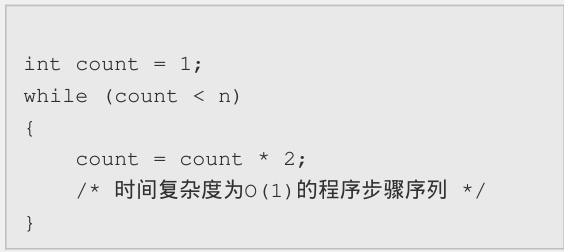 int count = 1;
while (count < n)
{
    count = count * 2;
    /* 时间复杂度为O(1)的程序步骤序列 */
}